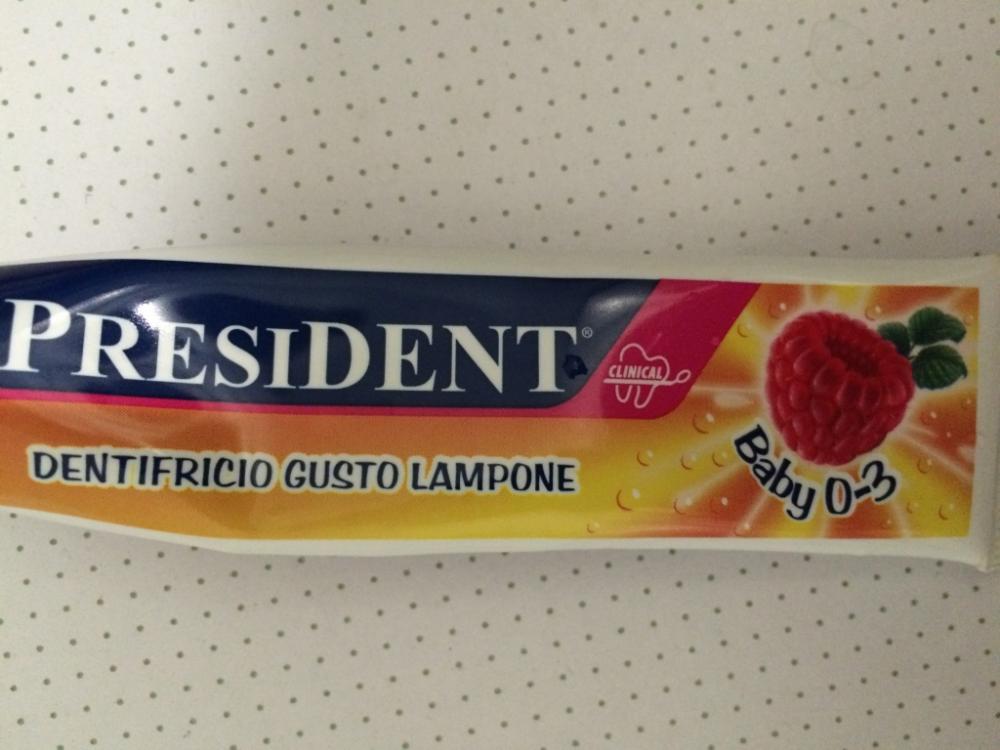 PRESIDENT®
CLINICAL
DENTIFRICIO GUSTO LAMPONE
Baby 0-3